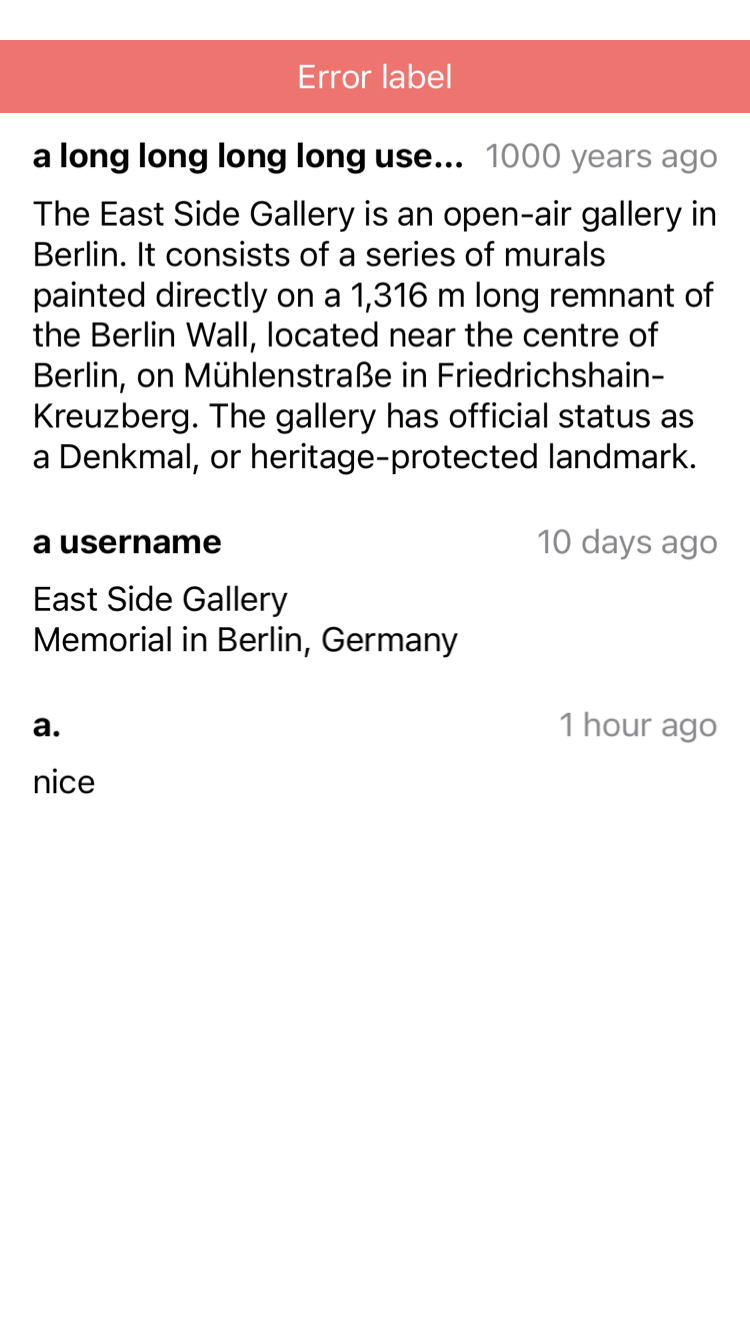 Error label
a long long long long use... 1000 years ago
The East Side Gallery is an open-air gallery in
Berlin. It consists of a series of murals
painted directly on a 1,316 m long remnant of
the Berlin Wall, located near the centre of
Berlin, on Mühlenstraße in Friedrichshain-
Kreuzberg. The gallery has official status as
a Denkmal, or heritage-protected landmark.
a username 10 days ago
East Side Gallery
Memorial in Berlin, Germany
a. 1 hour ago
nice